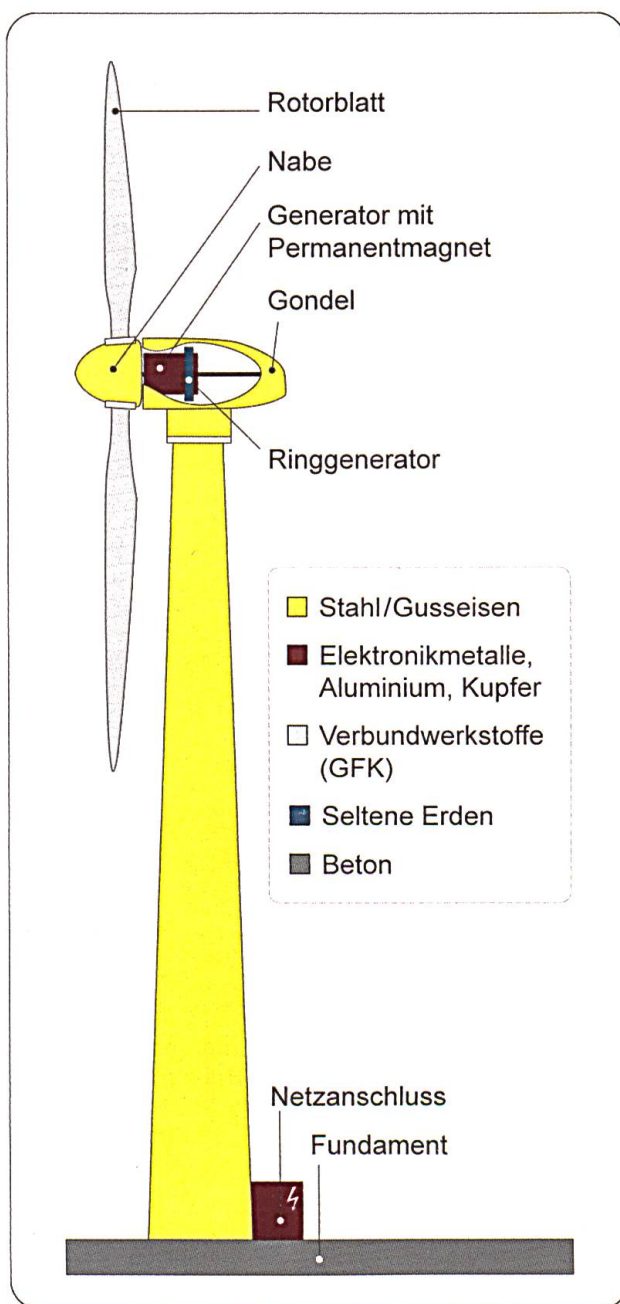 Rotorblatt
Nabe
Generator mit
Permanentmagnet
Gondel
Ringgenerator
Stahl/Gusseisen
Elektronikmetalle,
Aluminium, Kupfer
Verbundwerkstoffe
(GFK)
Seltene Erden
Beton
Netzanschluss
Fundament